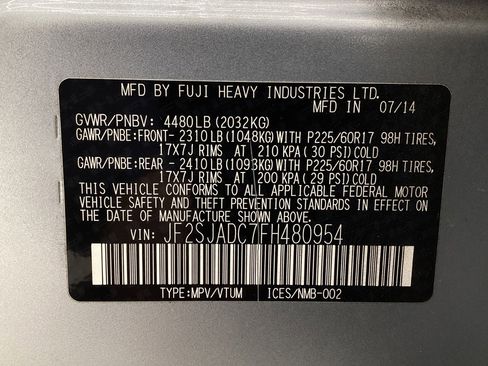 MFD BY FUJI HEAVY INDUSTRIES LTD.
MFD IN 07/14
GVWR/PNBV: 4480LB(2032KG)
GAWR/PNBE:FRONT- 2310LB(1048KG)WITH P225/60R17 98H TIRES,
17X7J RIMS AT 210 KPA(30 PSI)COLD
GAWR/PNBE:REAR - 2410LB(1093KG)WITH P225/60R17 98H TIRES,
17X7J RIMS AT 200 KPA(29 PSI)COLD
THIS VEHICLE CONFORMS TO ALL APPLICABLE FEDERAL MOTOR
VEHICLE SAFETY AND THEFT PREVENTION STANDARDS IN EFFECT
ON THE DATE OF MANUFACTURE SHOWN ABOVE.
VIN: JF2SJADC7FH480954
TYPE:MPV/VTUM ICES/NMB-002